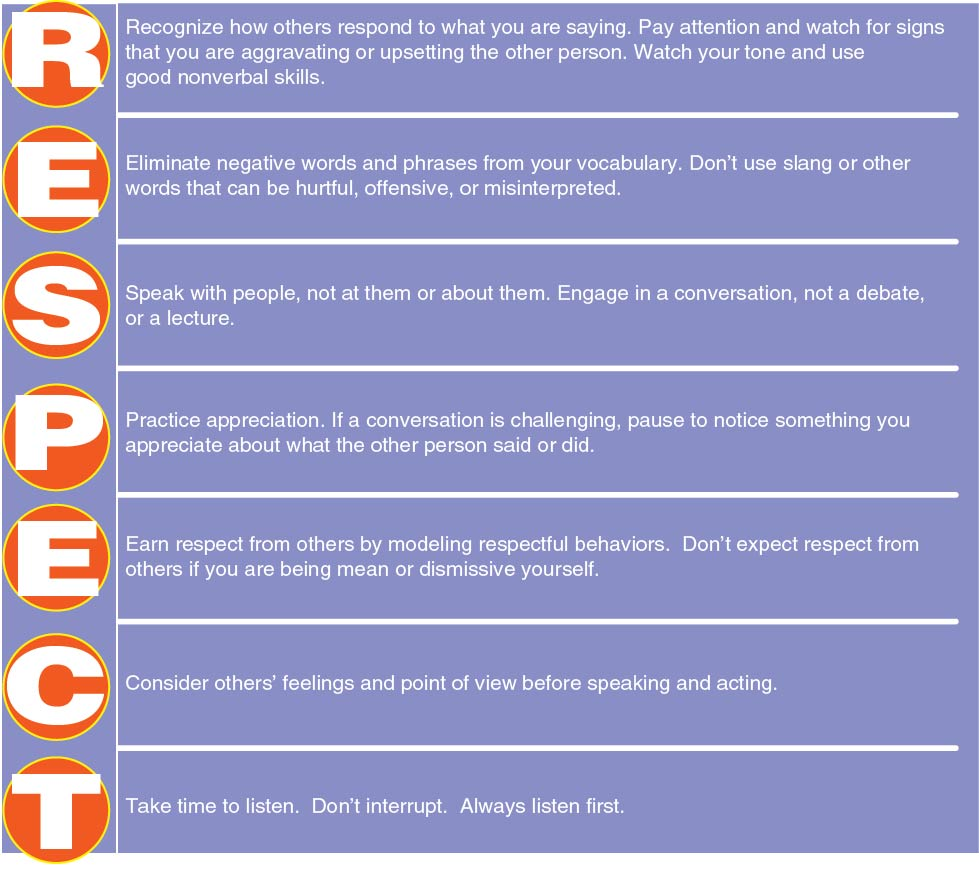 R
Recognize how others respond to what you are saying. Pay attention and watch for signs
that you are aggravating or upsetting the other person. Watch your tone and use
good nonverbal skills.
E
Eliminate negative words and phrases from your vocabulary. Don’t use slang or other
words that can be hurtful, offensive, or misinterpreted.
S
Speak with people, not at them or about them. Engage in a conversation, not a debate,
or a lecture.
P
Practice appreciation. If a conversation is challenging, pause to notice something you
appreciate about what the other person said or did.
E
Earn respect from others by modeling respectful behaviors.  Don’t expect respect from
others if you are being mean or dismissive yourself.
C
Consider others’ feelings and point of view before speaking and acting.
T
Take time to listen.  Don’t interrupt.  Always listen first.